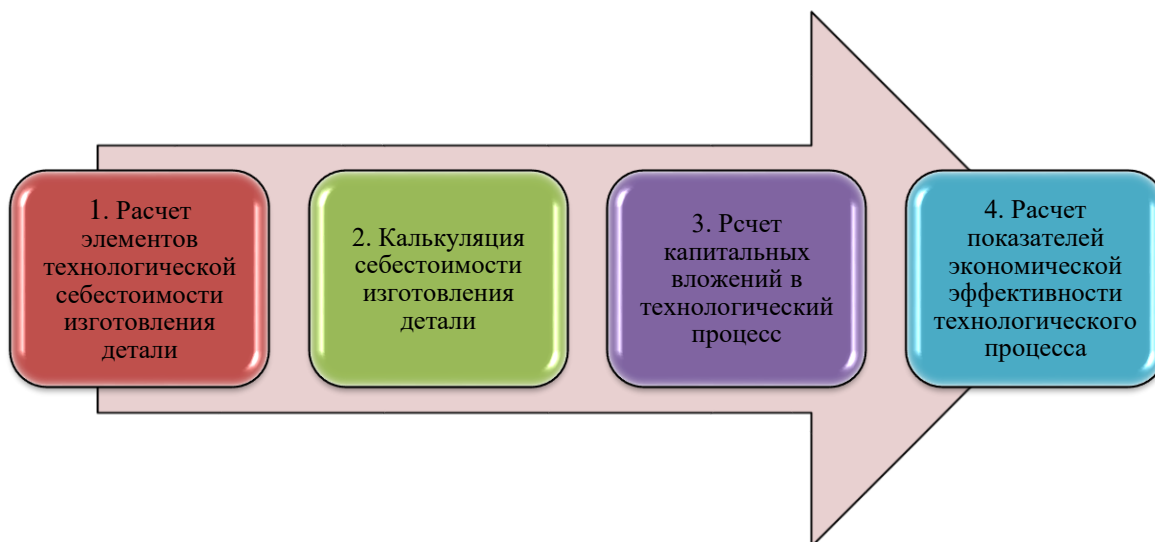 1. Расчет
элементов
технологической
себестоимости
изготовления
детали
2. Калькуляция
себестоимости
изготовления
детали
3. Рсчет
капитальных
вложений в
технологический
процесс
4. Расчет
показателей
экономической
эффективности
технологического
процесса